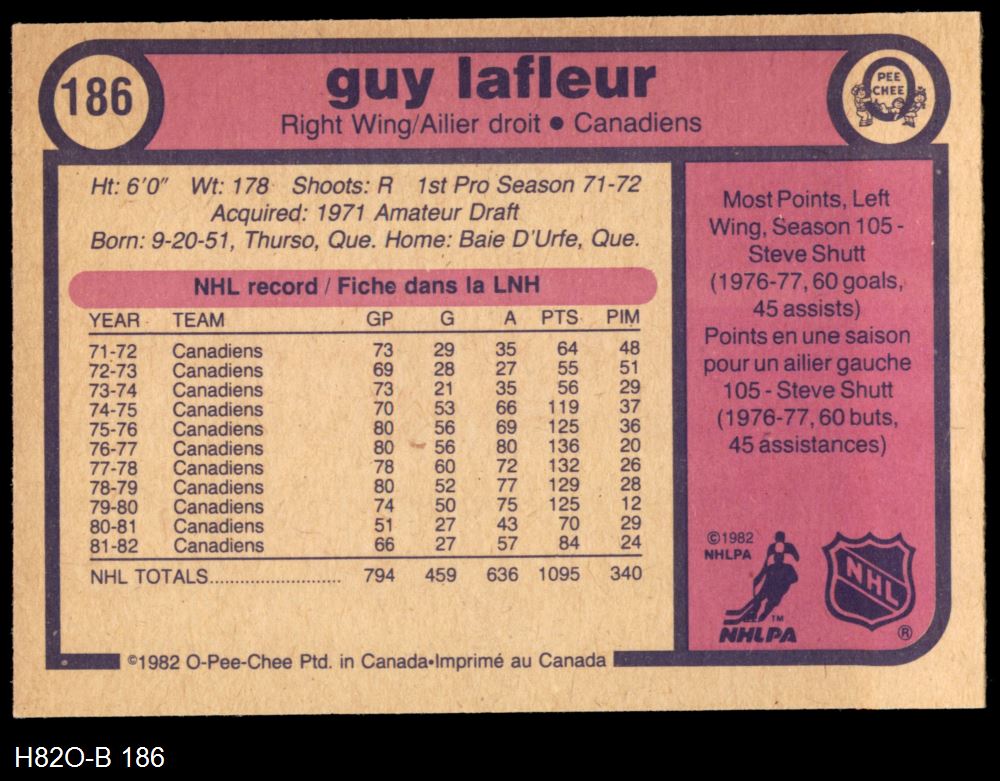 186
guy lafleur
Right Wing/Ailier droit ● Canadiens
PEE
CHEE
Ht: 6'0" Wt: 178 Shoots: R 1st Pro Season 71-72
Acquired: 1971 Amateur Draft
Born: 9-20-51, Thurso, Que. Home: Baie D'Urfe, Que.
NHL record / Fiche dans la LNH
YEAR TEAM GP G A PTS PIM
71-72 Canadiens 73 29 35 64 48
72-73 Canadiens 69 28 27 55 51
73-74 Canadiens 73 21 35 56 29
74-75 Canadiens 70 53 66 119 37
75-76 Canadiens 80 56 69 125 36
76-77 Canadiens 80 56 80 136 20
77-78 Canadiens 78 60 72 132 26
78-79 Canadiens 80 52 77 129 28
79-80 Canadiens 74 50 75 125 12
80-81 Canadiens 51 27 43 70 29
81-82 Canadiens 66 27 57 84 24
NHL TOTALS............................ 794 459 636 1095 340
Most Points, Left
Wing, Season 105 -
Steve Shutt
(1976-77, 60 goals,
45 assists)
Points en une saison
pour un ailier gauche
105 - Steve Shutt
(1976-77, 60 buts,
45 assistances)
©1982
NHLPA
TM
NHLPA
NHL
®
©1982 O-Pee-Chee Ptd. in Canada•Imprimé au Canada
H82O-B 186